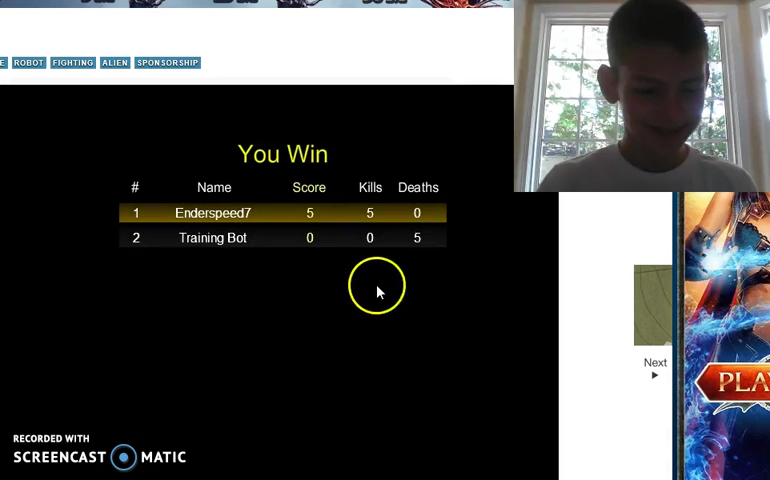 ROBOT FIGHTING ALIEN SPONSORSHIP
You Win
# Name Score Kills Deaths
1 Enderspeed7 5 5 0
2 Training Bot 0 0 5
Next
PLA
RECORDED WITH
SCREENCAST MATIC